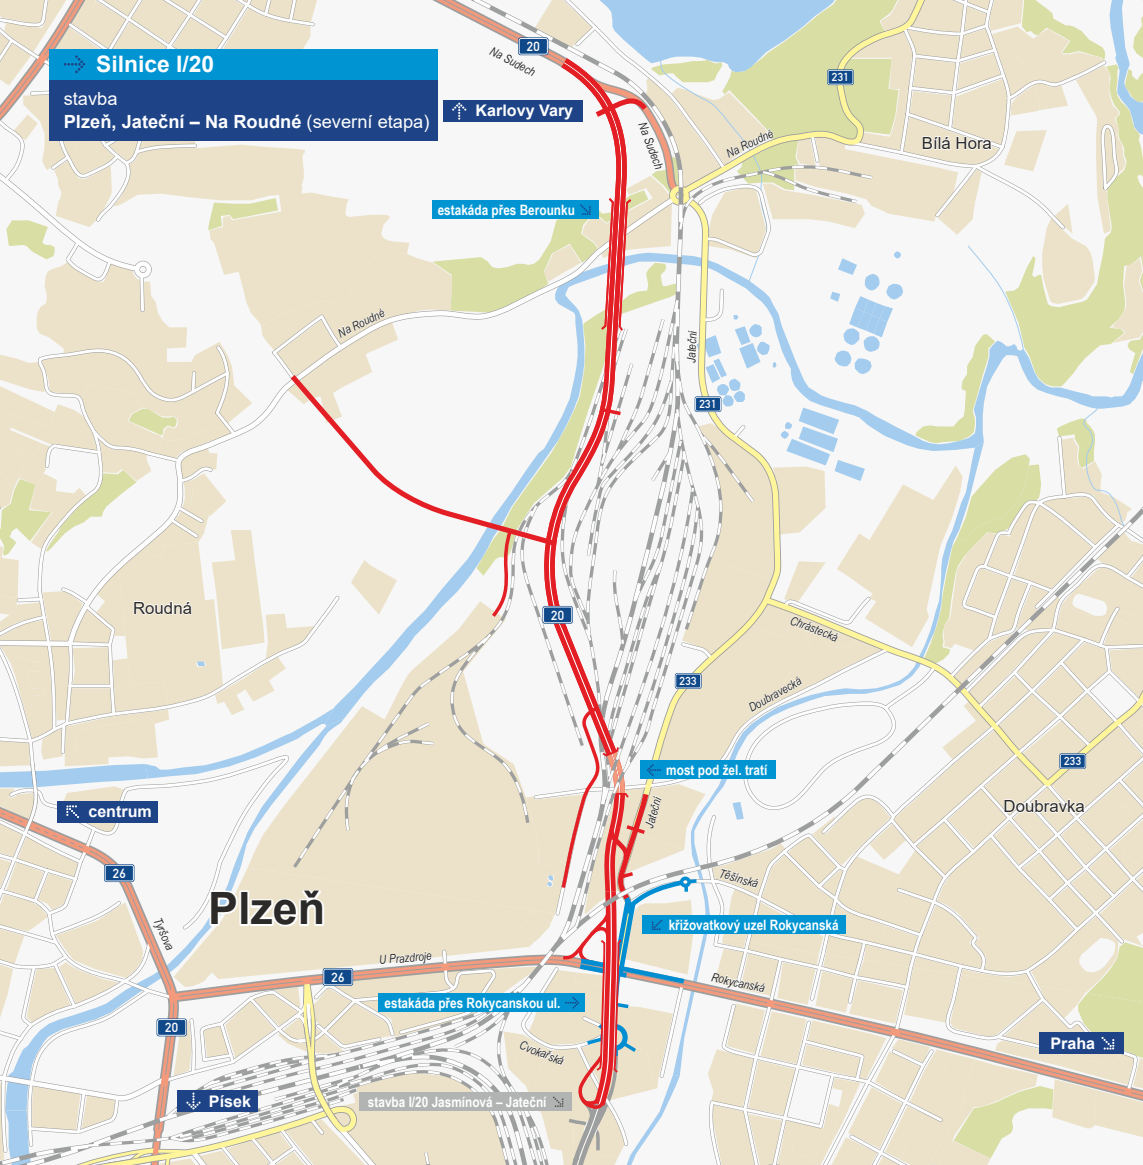 20
Na Sudech
Silnice I/20
stavba
Plzeň, Jateční – Na Roudné (severní etapa)
Karlovy Vary
231
Na Sudech
Na Roudné
Bílá Hora
estakáda přes Berounku
Na Roudné
Jateční
231
Roudná
20
Chrástecká
233
Doubravecká
most pod žel. tratí
233
centrum
Jateční
Doubravka
26
Těšínská
Plzeň
Tyršova
křižovatkový uzel Rokycanská
U Prazdroje
26
Rokycanská
estakáda přes Rokycanskou ul.
20
Cvokařská
Praha
Písek
stavba I/20 Jasmínová – Jateční